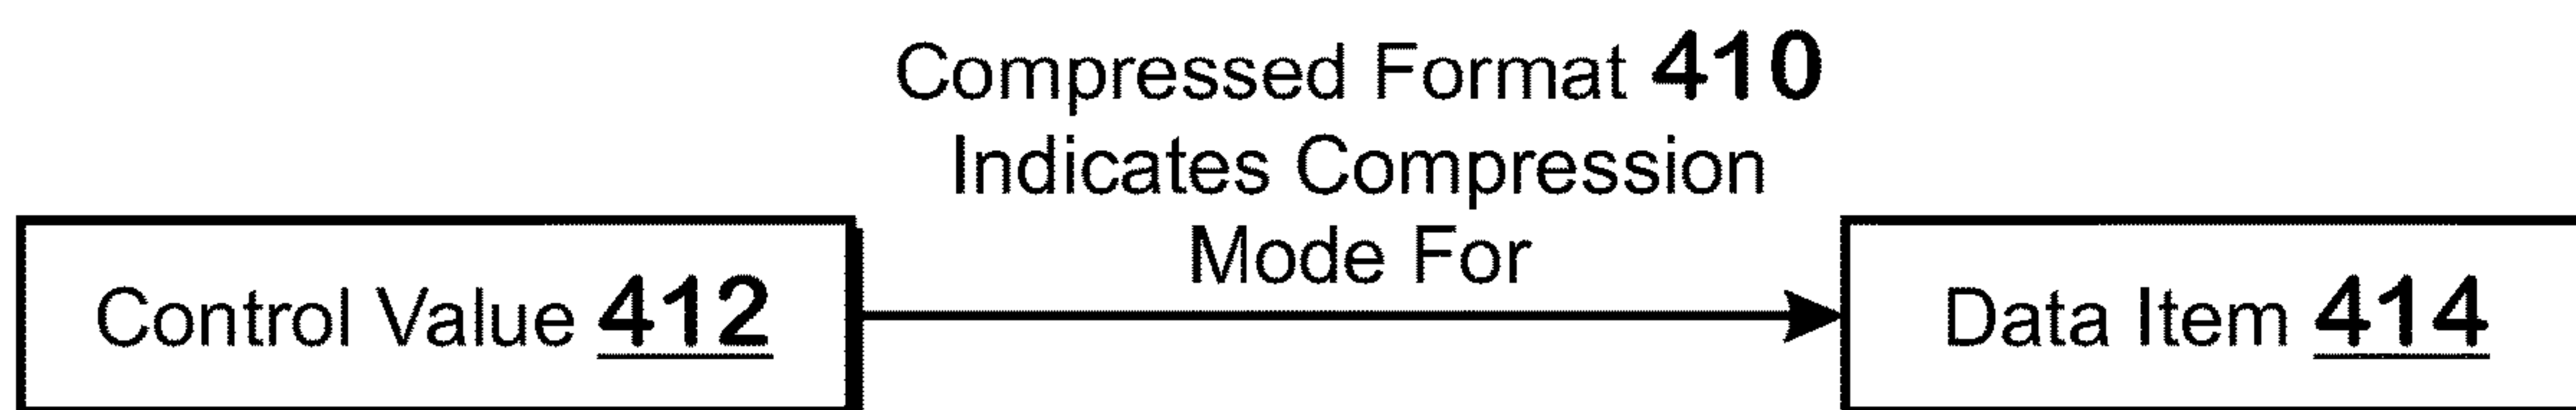 Compressed Format 410
Indicates Compression
Mode For
Control Value 412
Data Item 414